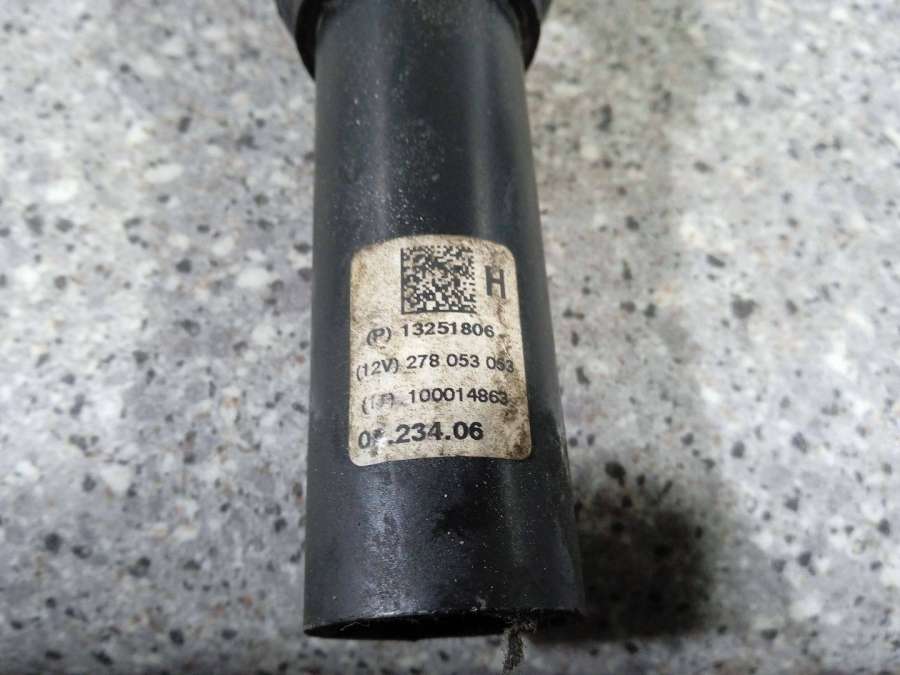 H
(P) 13251806
(12V) 278 053 053
100014863
.234.06